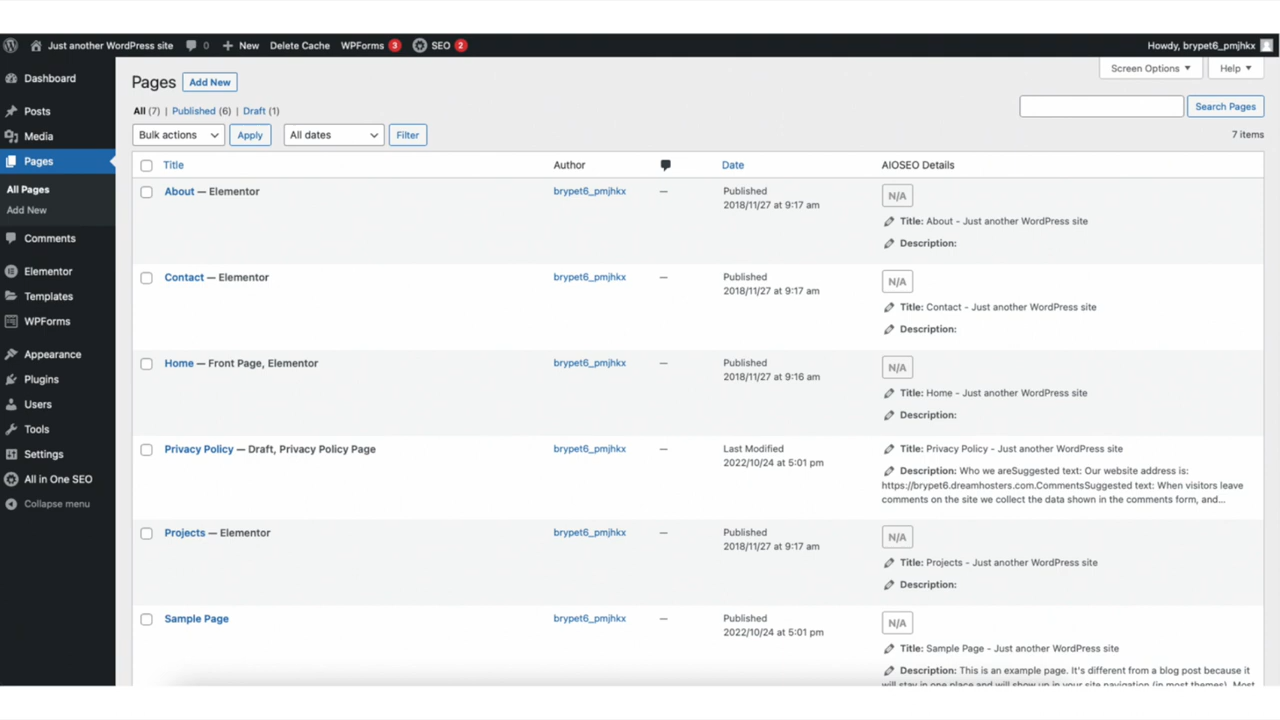 Just another WordPress site 0 New Delete Cache WPForms 3 SEO 2 Howdy, brypet6_pmjhkx
Screen Options Help
Dashboard
Posts
Media
Pages
All Pages
Add New
Comments
Elementor
Templates
WPForms
Appearance
Plugins
Users
Tools
Settings
All in One SEO
Collapse menu
Pages Add New
All (7) | Published (6) | Draft (1)
Search Pages
Bulk actions Apply All dates Filter
7 items
Title Author Date AIOSEO Details
About — Elementor brypet6_pmjhkx — Published N/A
2018/11/27 at 9:17 am
Title: About - Just another WordPress site
Description:
Contact — Elementor brypet6_pmjhkx — Published N/A
2018/11/27 at 9:17 am
Title: Contact - Just another WordPress site
Description:
Home — Front Page, Elementor brypet6_pmjhkx — Published N/A
2018/11/27 at 9:16 am
Title: Home - Just another WordPress site
Description:
Privacy Policy — Draft, Privacy Policy Page brypet6_pmjhkx — Last Modified Title: Privacy Policy - Just another WordPress site
2022/10/24 at 5:01 pm
Description: Who we areSuggested text: Our website address is:
https://brypet6.dreamhosters.com.CommentsSuggested text: When visitors leave
comments on the site we collect the data shown in the comments form, and...
Projects — Elementor brypet6_pmjhkx — Published N/A
2018/11/27 at 9:17 am
Title: Projects - Just another WordPress site
Description:
Sample Page brypet6_pmjhkx — Published N/A
2022/10/24 at 5:01 pm
Title: Sample Page - Just another WordPress site
Description: This is an example page. It's different from a blog post because it
will stay in one place and will show up in your site navigation (in most themes). Most